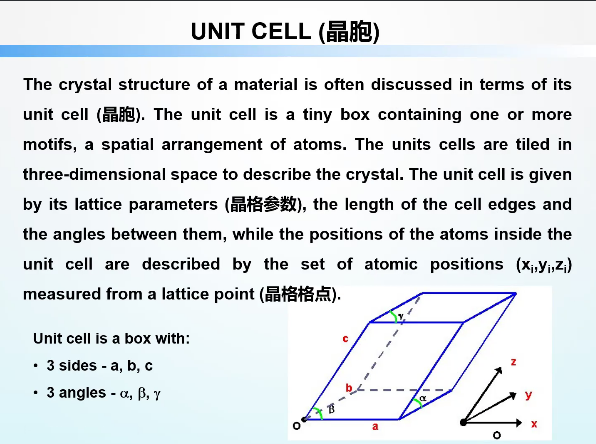 UNIT CELL (晶胞)
The crystal structure of a material is often discussed in terms of its
unit cell (晶胞). The unit cell is a tiny box containing one or more
motifs, a spatial arrangement of atoms. The units cells are tiled in
three-dimensional space to describe the crystal. The unit cell is given
by its lattice parameters (晶格参数), the length of the cell edges and
the angles between them, while the positions of the atoms inside the
unit cell are described by the set of atomic positions (xᵢ,yᵢ,zᵢ)
measured from a lattice point (晶格格点).
Unit cell is a box with:
• 3 sides - a, b, c
• 3 angles - α, β, γ
γ
c
b
β
α
O
a
z
y
x
O